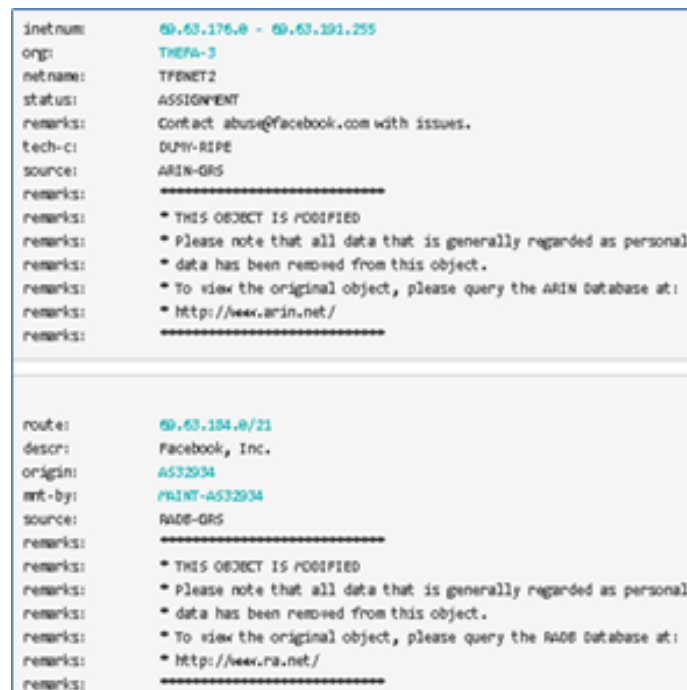 inetnum: 69.63.176.0 - 69.63.191.255
org: THEFA-3
netname: TFBNET2
status: ASSIGNMENT
remarks: Contact abuse@facebook.com with issues.
tech-c: DUMY-RIPE
source: ARIN-GRS
remarks: ****************************
remarks: * THIS OBJECT IS MODIFIED
remarks: * Please note that all data that is generally regarded as personal
remarks: * data has been removed from this object.
remarks: * To view the original object, please query the ARIN Database at:
remarks: * http://www.arin.net/
remarks: ****************************
route: 69.63.184.0/21
descr: Facebook, Inc.
origin: AS32934
mnt-by: MAINT-AS32934
source: RADB-GRS
remarks: ****************************
remarks: * THIS OBJECT IS MODIFIED
remarks: * Please note that all data that is generally regarded as personal
remarks: * data has been removed from this object.
remarks: * To view the original object, please query the RADB Database at:
remarks: * http://www.ra.net/
remarks: ****************************